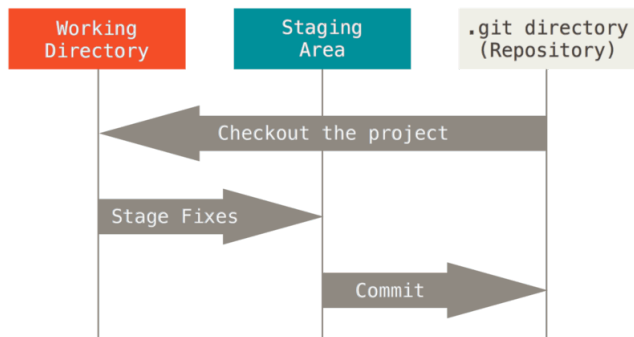 Working
Directory
Staging
Area
.git directory
(Repository)
Checkout the project
Stage Fixes
Commit